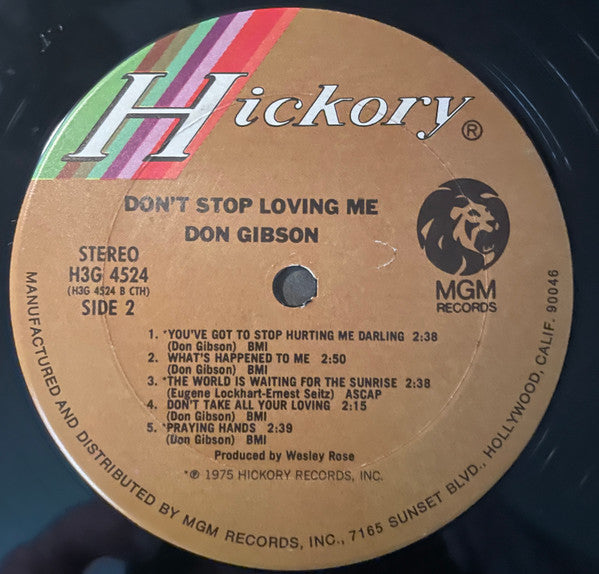 Hickory®
DON'T STOP LOVING ME
DON GIBSON
STEREO
H3G 4524
(H3G 4524 B CTH)
SIDE 2
MGM
RECORDS
1. *YOU'VE GOT TO STOP HURTING ME DARLING 2:38
(Don Gibson) BMI
2. WHAT'S HAPPENED TO ME 2:50
(Don Gibson) BMI
3. *THE WORLD IS WAITING FOR THE SUNRISE 2:38
(Eugene Lockhart-Ernest Seitz) ASCAP
4. DON'T TAKE ALL YOUR LOVING 2:15
(Don Gibson) BMI
5. *PRAYING HANDS 2:39
(Don Gibson) BMI
Produced by Wesley Rose
*℗ 1975 HICKORY RECORDS, INC.
MANUFACTURED AND DISTRIBUTED BY MGM RECORDS, INC., 7165 SUNSET BLVD., HOLLYWOOD, CALIF. 90046